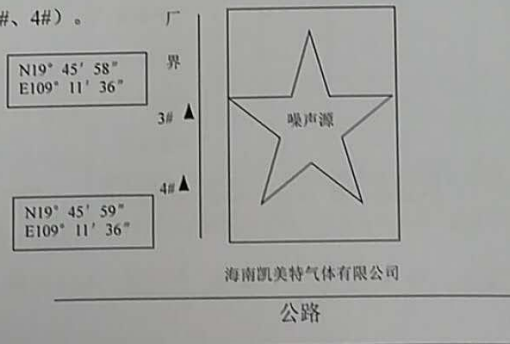 #、4#）。
厂
界
N19° 45′ 58″
E109° 11′ 36″
3#
噪声源
4#
N19° 45′ 59″
E109° 11′ 36″
海南凯美特气体有限公司
公路